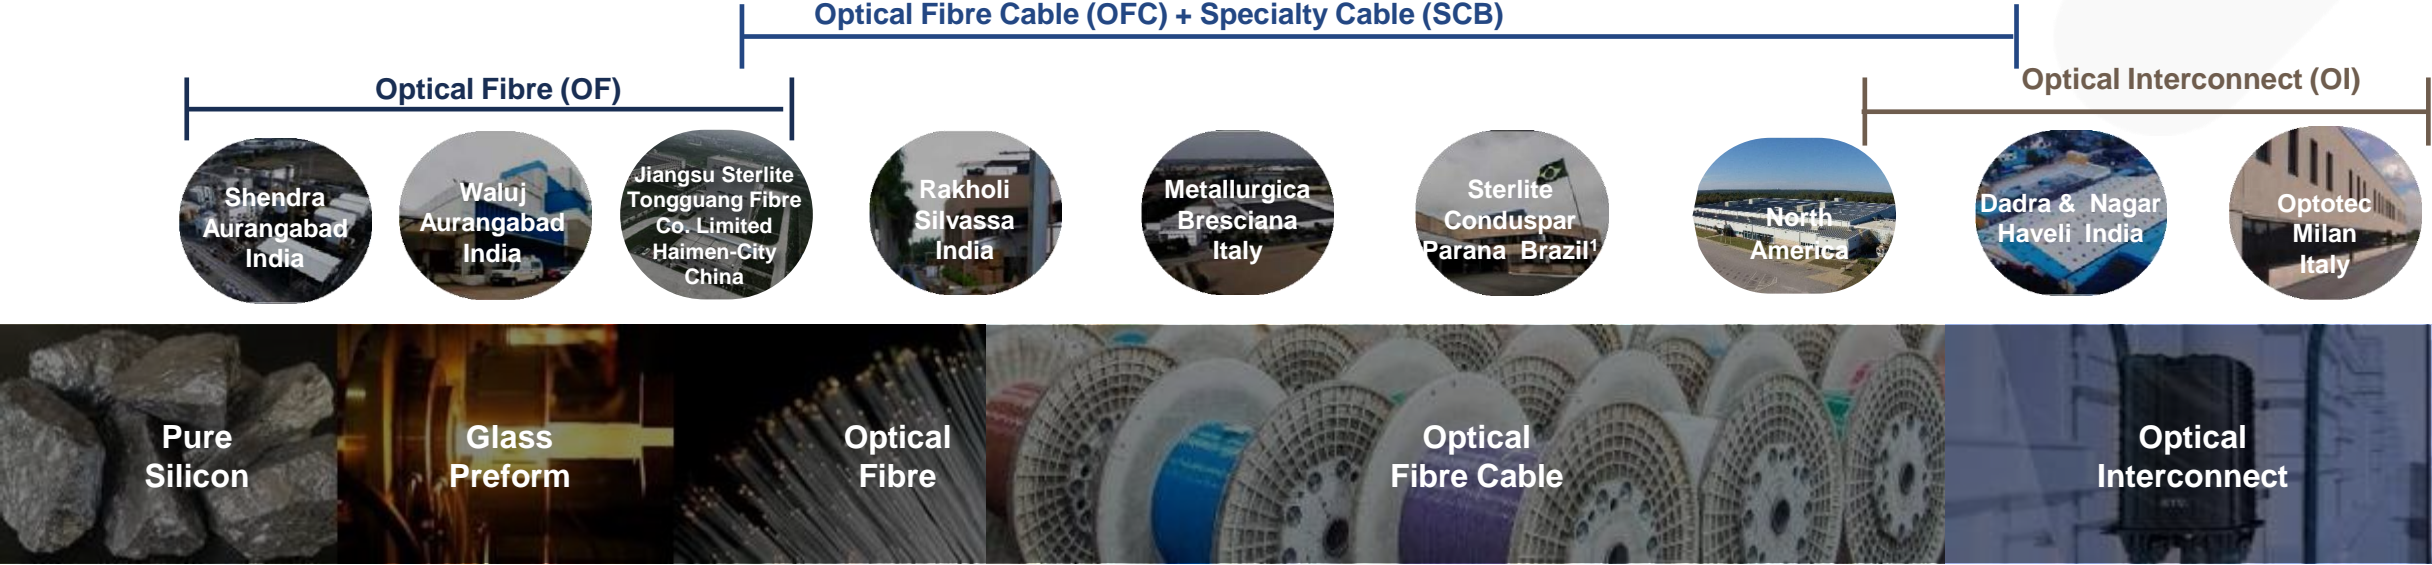 Optical Fibre Cable (OFC) + Specialty Cable (SCB)
Optical Fibre (OF)
Optical Interconnect (OI)
Shendra
Aurangabad
India
Waluj
Aurangabad
India
Jiangsu Sterlite
Tongguang Fibre
Co. Limited
Haimen-City
China
Rakholi
Silvassa
India
Metallurgica
Bresciana
Italy
Sterlite
Conduspar
Parana Brazil¹
North
America
Dadra & Nagar
Haveli India
Optotec
Milan
Italy
Pure
Silicon
Glass
Preform
Optical
Fibre
Optical
Fibre Cable
Optical
Interconnect